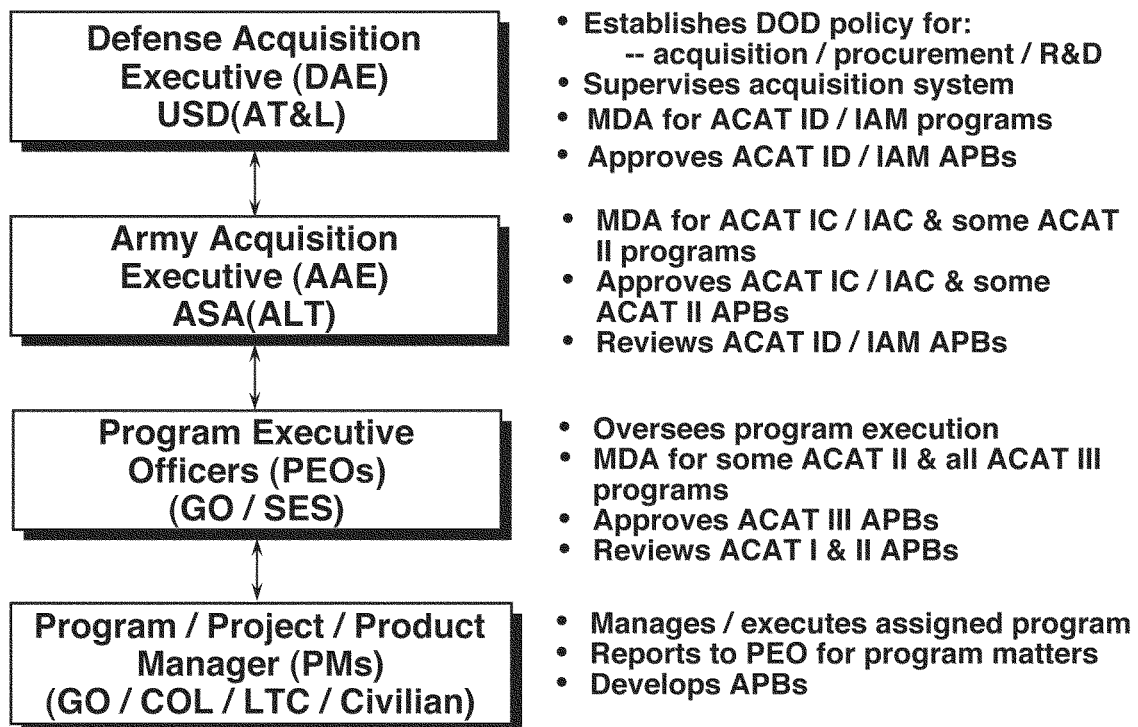 Defense Acquisition
Executive (DAE)
USD(AT&L)
• Establishes DOD policy for:
-- acquisition / procurement / R&D
• Supervises acquisition system
• MDA for ACAT ID / IAM programs
• Approves ACAT ID / IAM APBs
Army Acquisition
Executive (AAE)
ASA(ALT)
• MDA for ACAT IC / IAC & some ACAT
II programs
• Approves ACAT IC / IAC & some
ACAT II APBs
• Reviews ACAT ID / IAM APBs
Program Executive
Officers (PEOs)
(GO / SES)
• Oversees program execution
• MDA for some ACAT II & all ACAT III
programs
• Approves ACAT III APBs
• Reviews ACAT I & II APBs
Program / Project / Product
Manager (PMs)
(GO / COL / LTC / Civilian)
• Manages / executes assigned program
• Reports to PEO for program matters
• Develops APBs